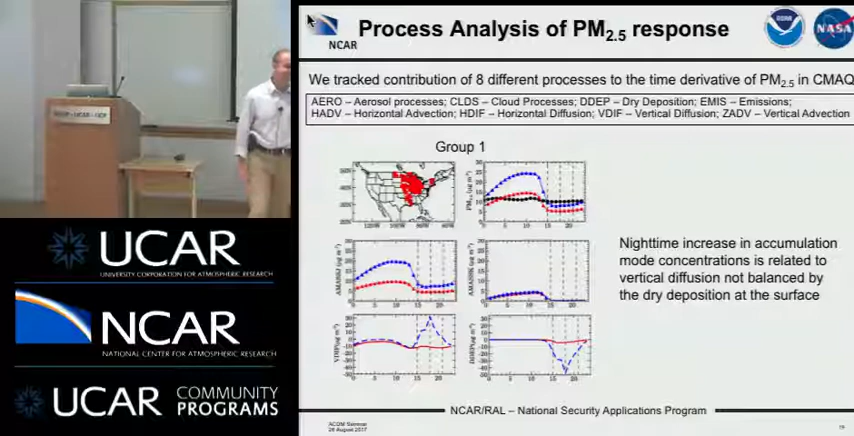 Process Analysis of PM2.5 response
NCAR
NASA
We tracked contribution of 8 different processes to the time derivative of PM2.5 in CMAQ
AERO – Aerosol processes; CLDS – Cloud Processes; DDEP – Dry Deposition; EMIS – Emissions;
HADV – Horizontal Advection; HDIF – Horizontal Diffusion; VDIF – Vertical Diffusion; ZADV – Vertical Advection
Group 1
Nighttime increase in accumulation
mode concentrations is related to
vertical diffusion not balanced by
the dry deposition at the surface
NCAR/RAL – National Security Applications Program
UCAR
UNIVERSITY CORPORATION FOR ATMOSPHERIC RESEARCH
NCAR
NATIONAL CENTER FOR ATMOSPHERIC RESEARCH
UCAR COMMUNITY
PROGRAMS